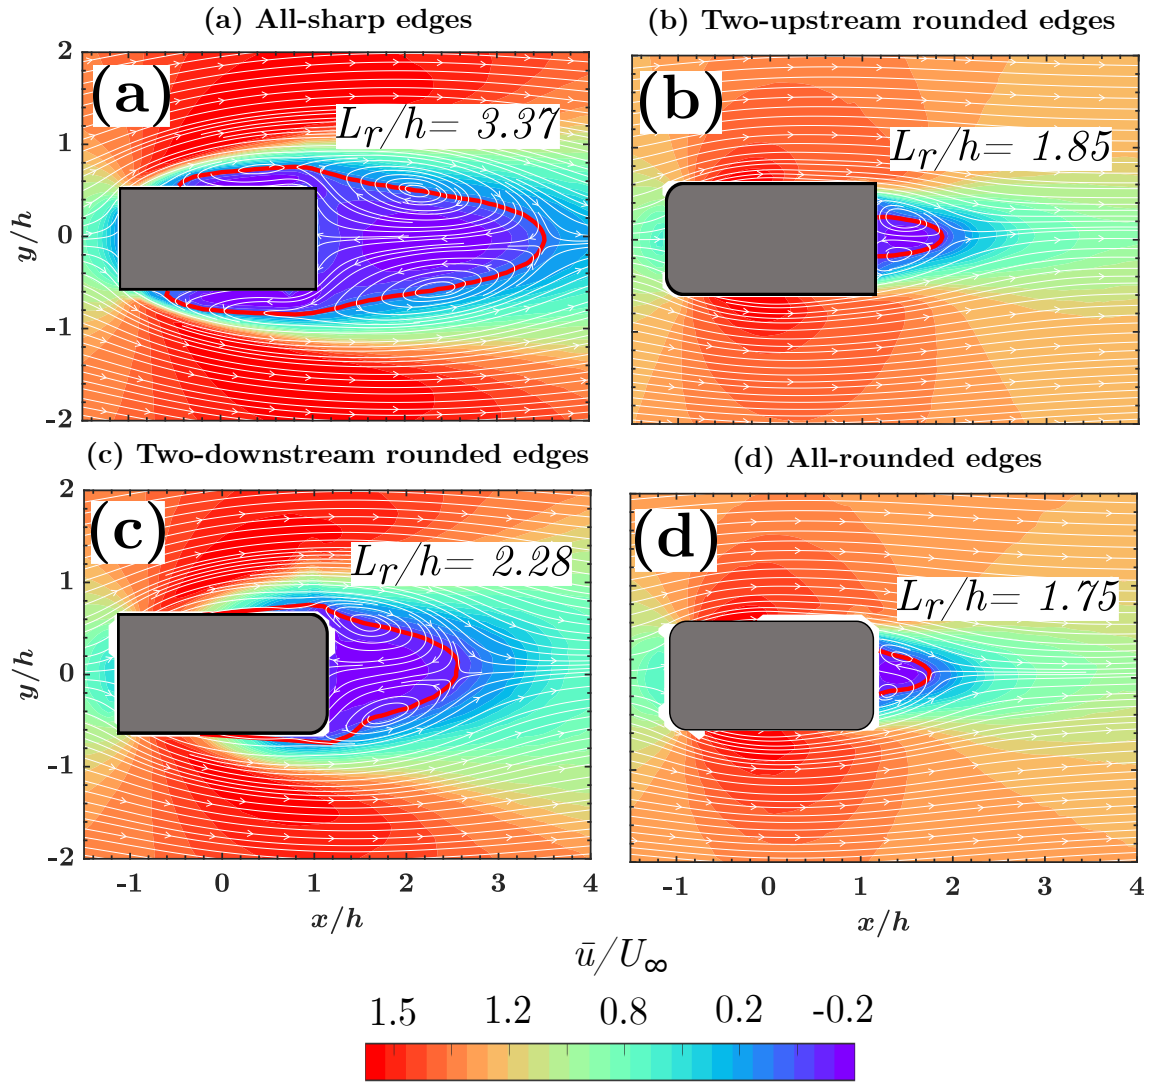 (a) All-sharp edges
(b) Two-upstream rounded edges
(a)
L_r/h= 3.37
(b)
L_r/h= 1.85
2
1
0
-1
-2
y/h
(c) Two-downstream rounded edges
(d) All-rounded edges
(c)
L_r/h= 2.28
(d)
L_r/h= 1.75
2
1
0
-1
-2
y/h
-1 0 1 2 3 4
x/h
-1 0 1 2 3 4
x/h
ū/U_∞
1.5 1.2 0.8 0.2 -0.2